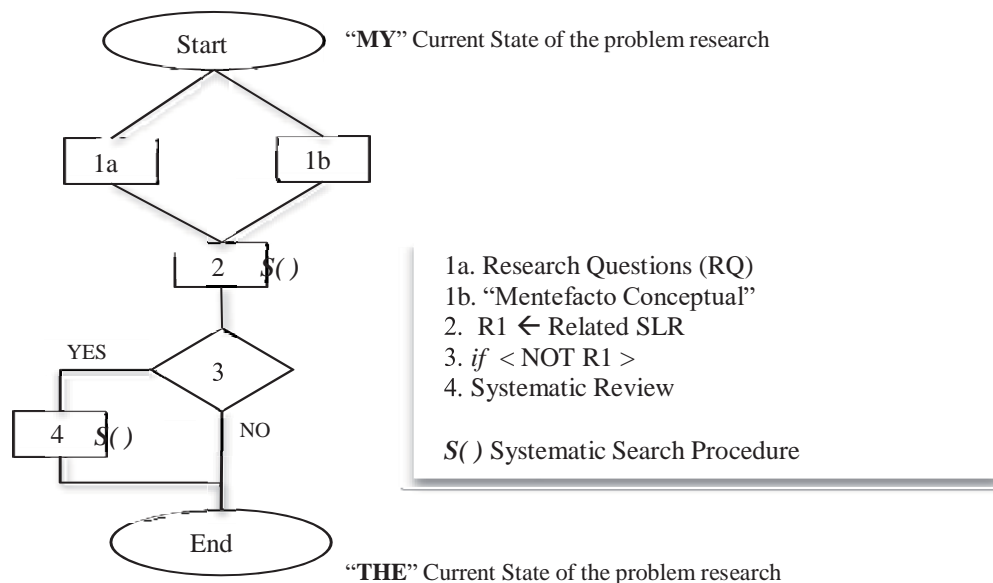 Start
“MY” Current State of the problem research
1a
1b
2
S( )
1a. Research Questions (RQ)
1b. “Mentefacto Conceptual”
2. R1 ← Related SLR
3. if < NOT R1 >
4. Systematic Review
S( ) Systematic Search Procedure
YES
3
4
S( )
NO
End
“THE” Current State of the problem research